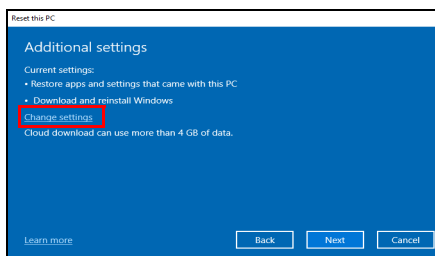 Reset this PC
Additional settings
Current settings:
• Restore apps and settings that came with this PC
• Download and reinstall Windows
Change settings
Cloud download can use more than 4 GB of data.
Learn more
Back
Next
Cancel